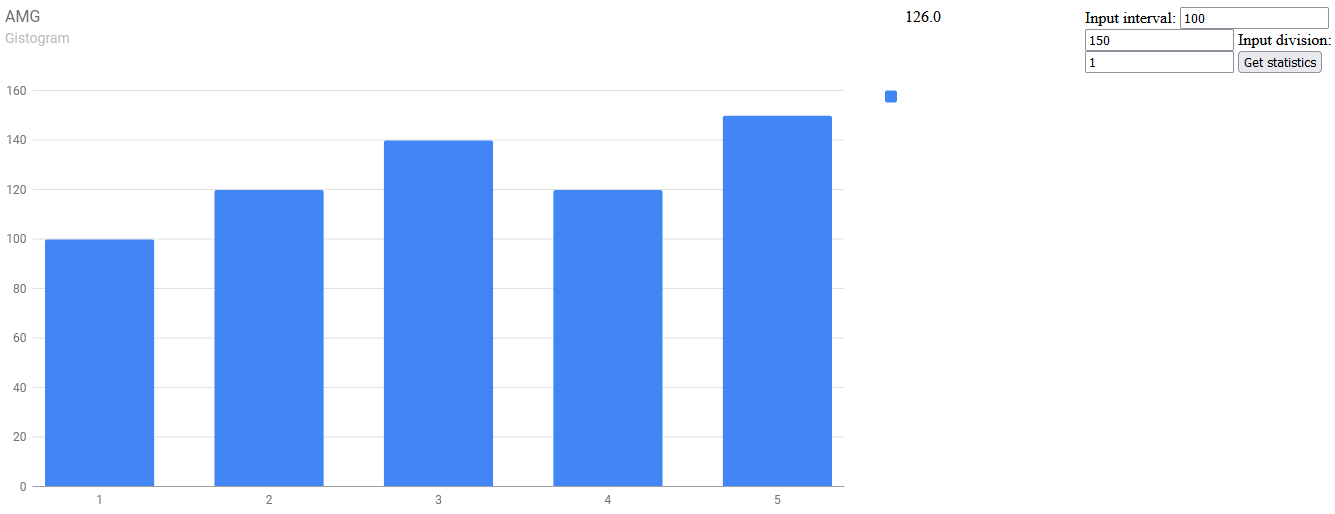 AMG
Gistogram
126.0
Input interval: 100
150 Input division:
1 Get statistics
160
140
120
100
80
60
40
20
0
1 2 3 4 5